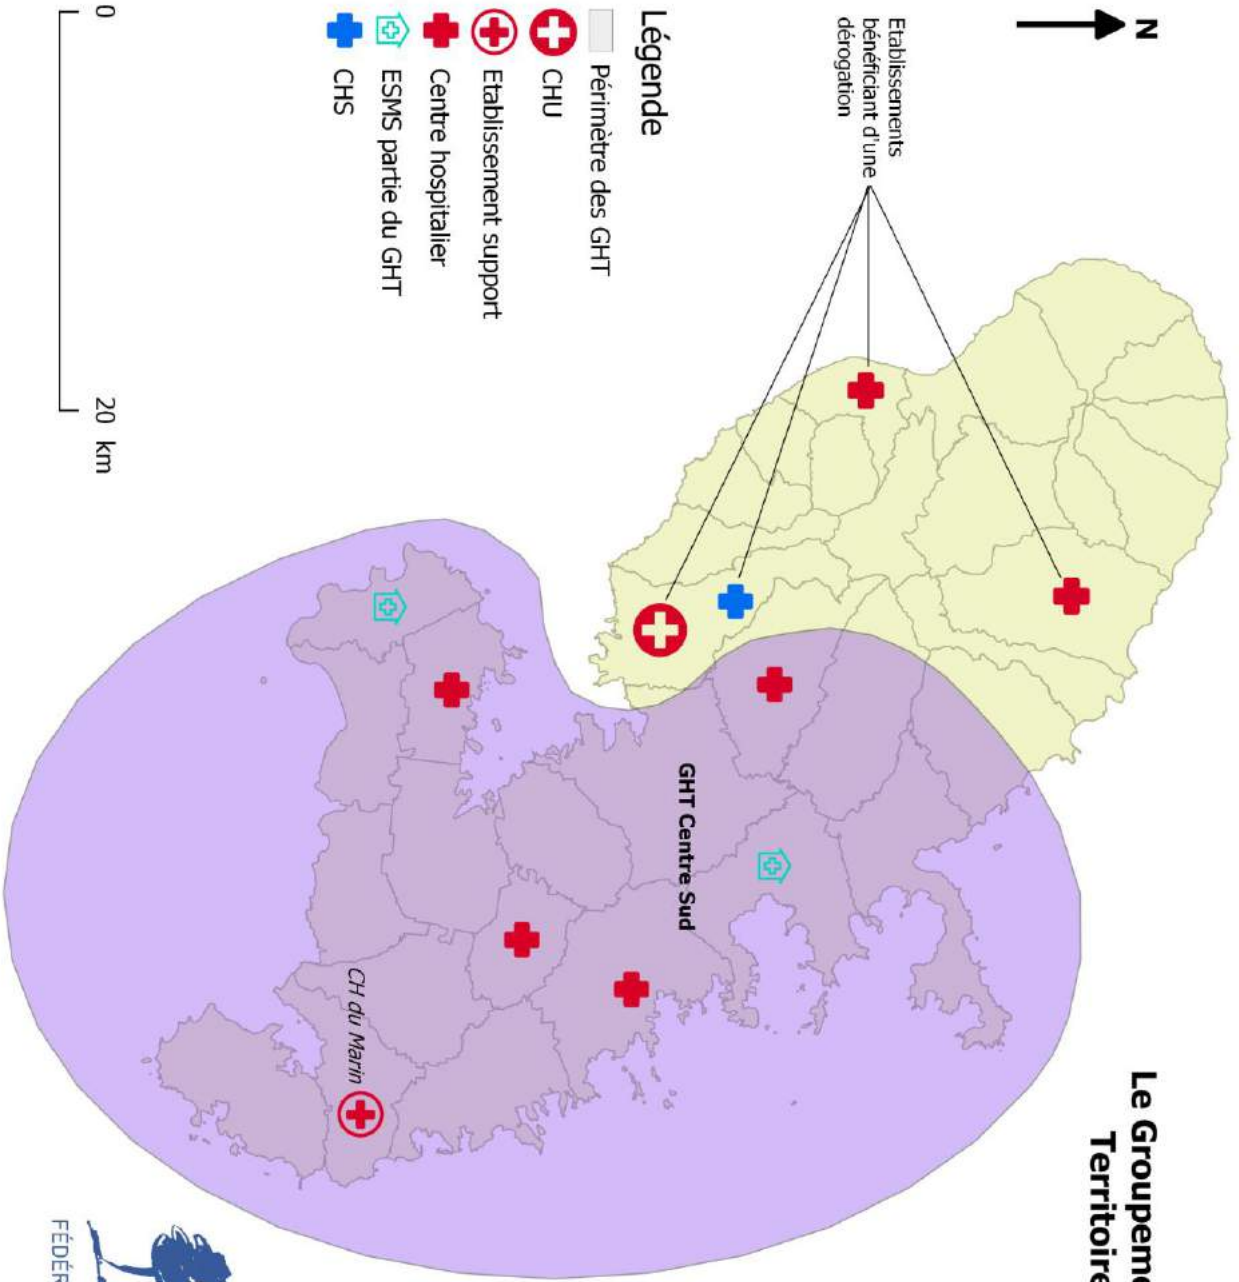 Le Groupeme
Territoire
N
Etablissements
bénéficiant d'une
dérogation
Légende
Périmètre des GHT
CHU
Etablissement support
Centre hospitalier
ESMS partie du GHT
CHS
GHT Centre Sud
CH du Marin
0
20 km
FÉDÉR